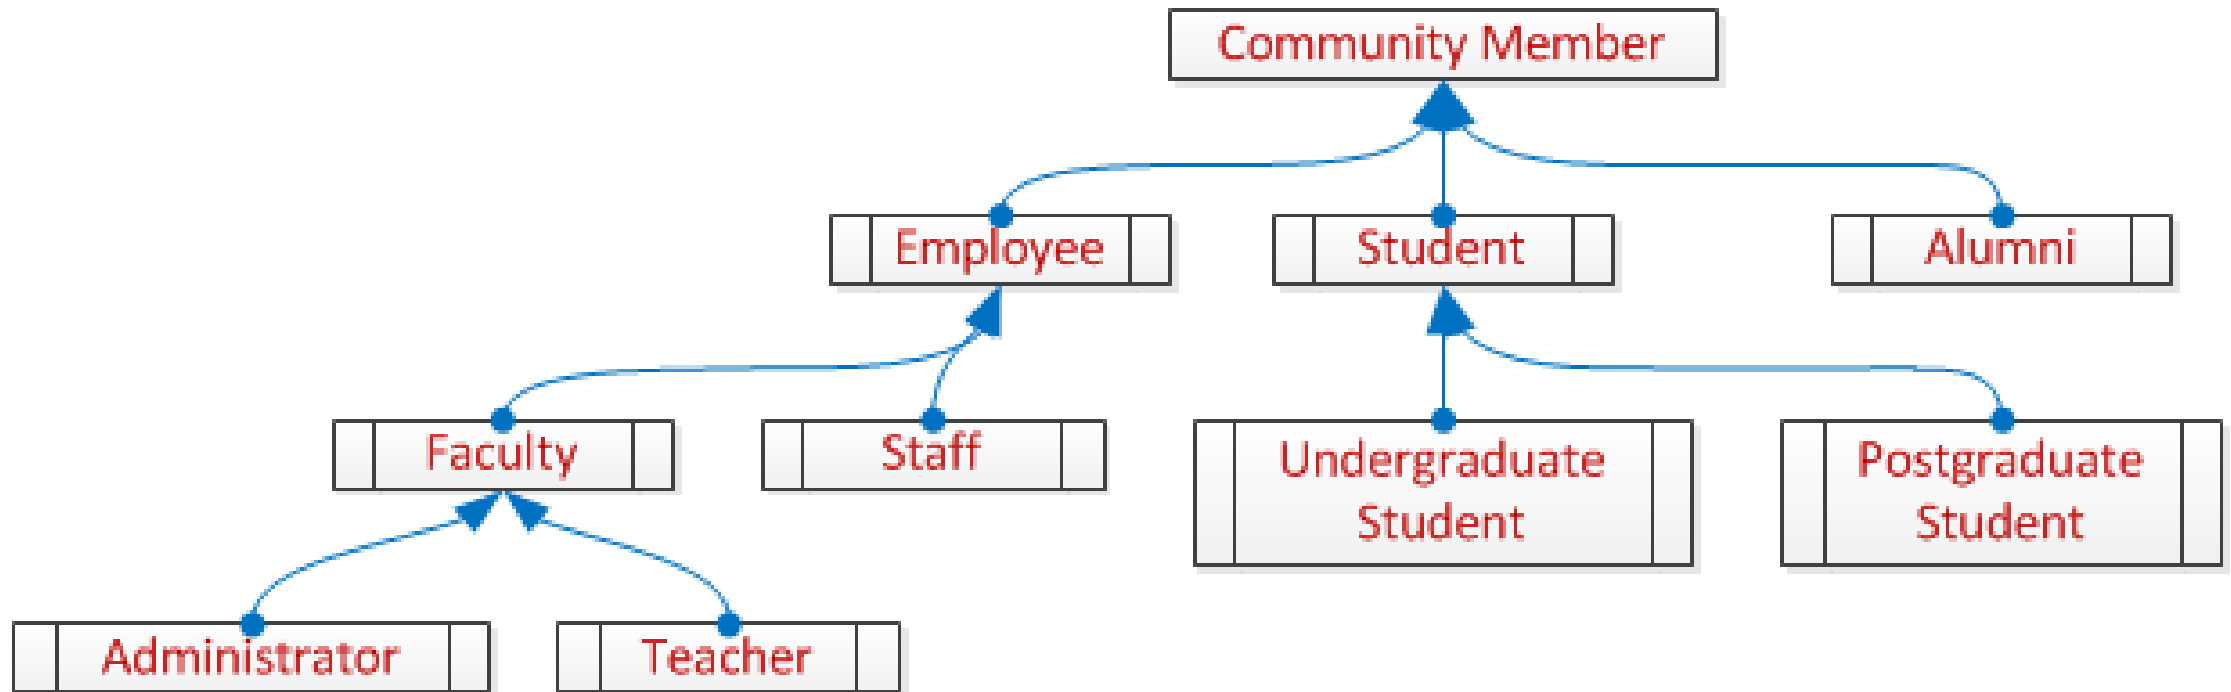 Community Member
Employee
Student
Alumni
Faculty
Staff
Undergraduate
Student
Postgraduate
Student
Administrator
Teacher